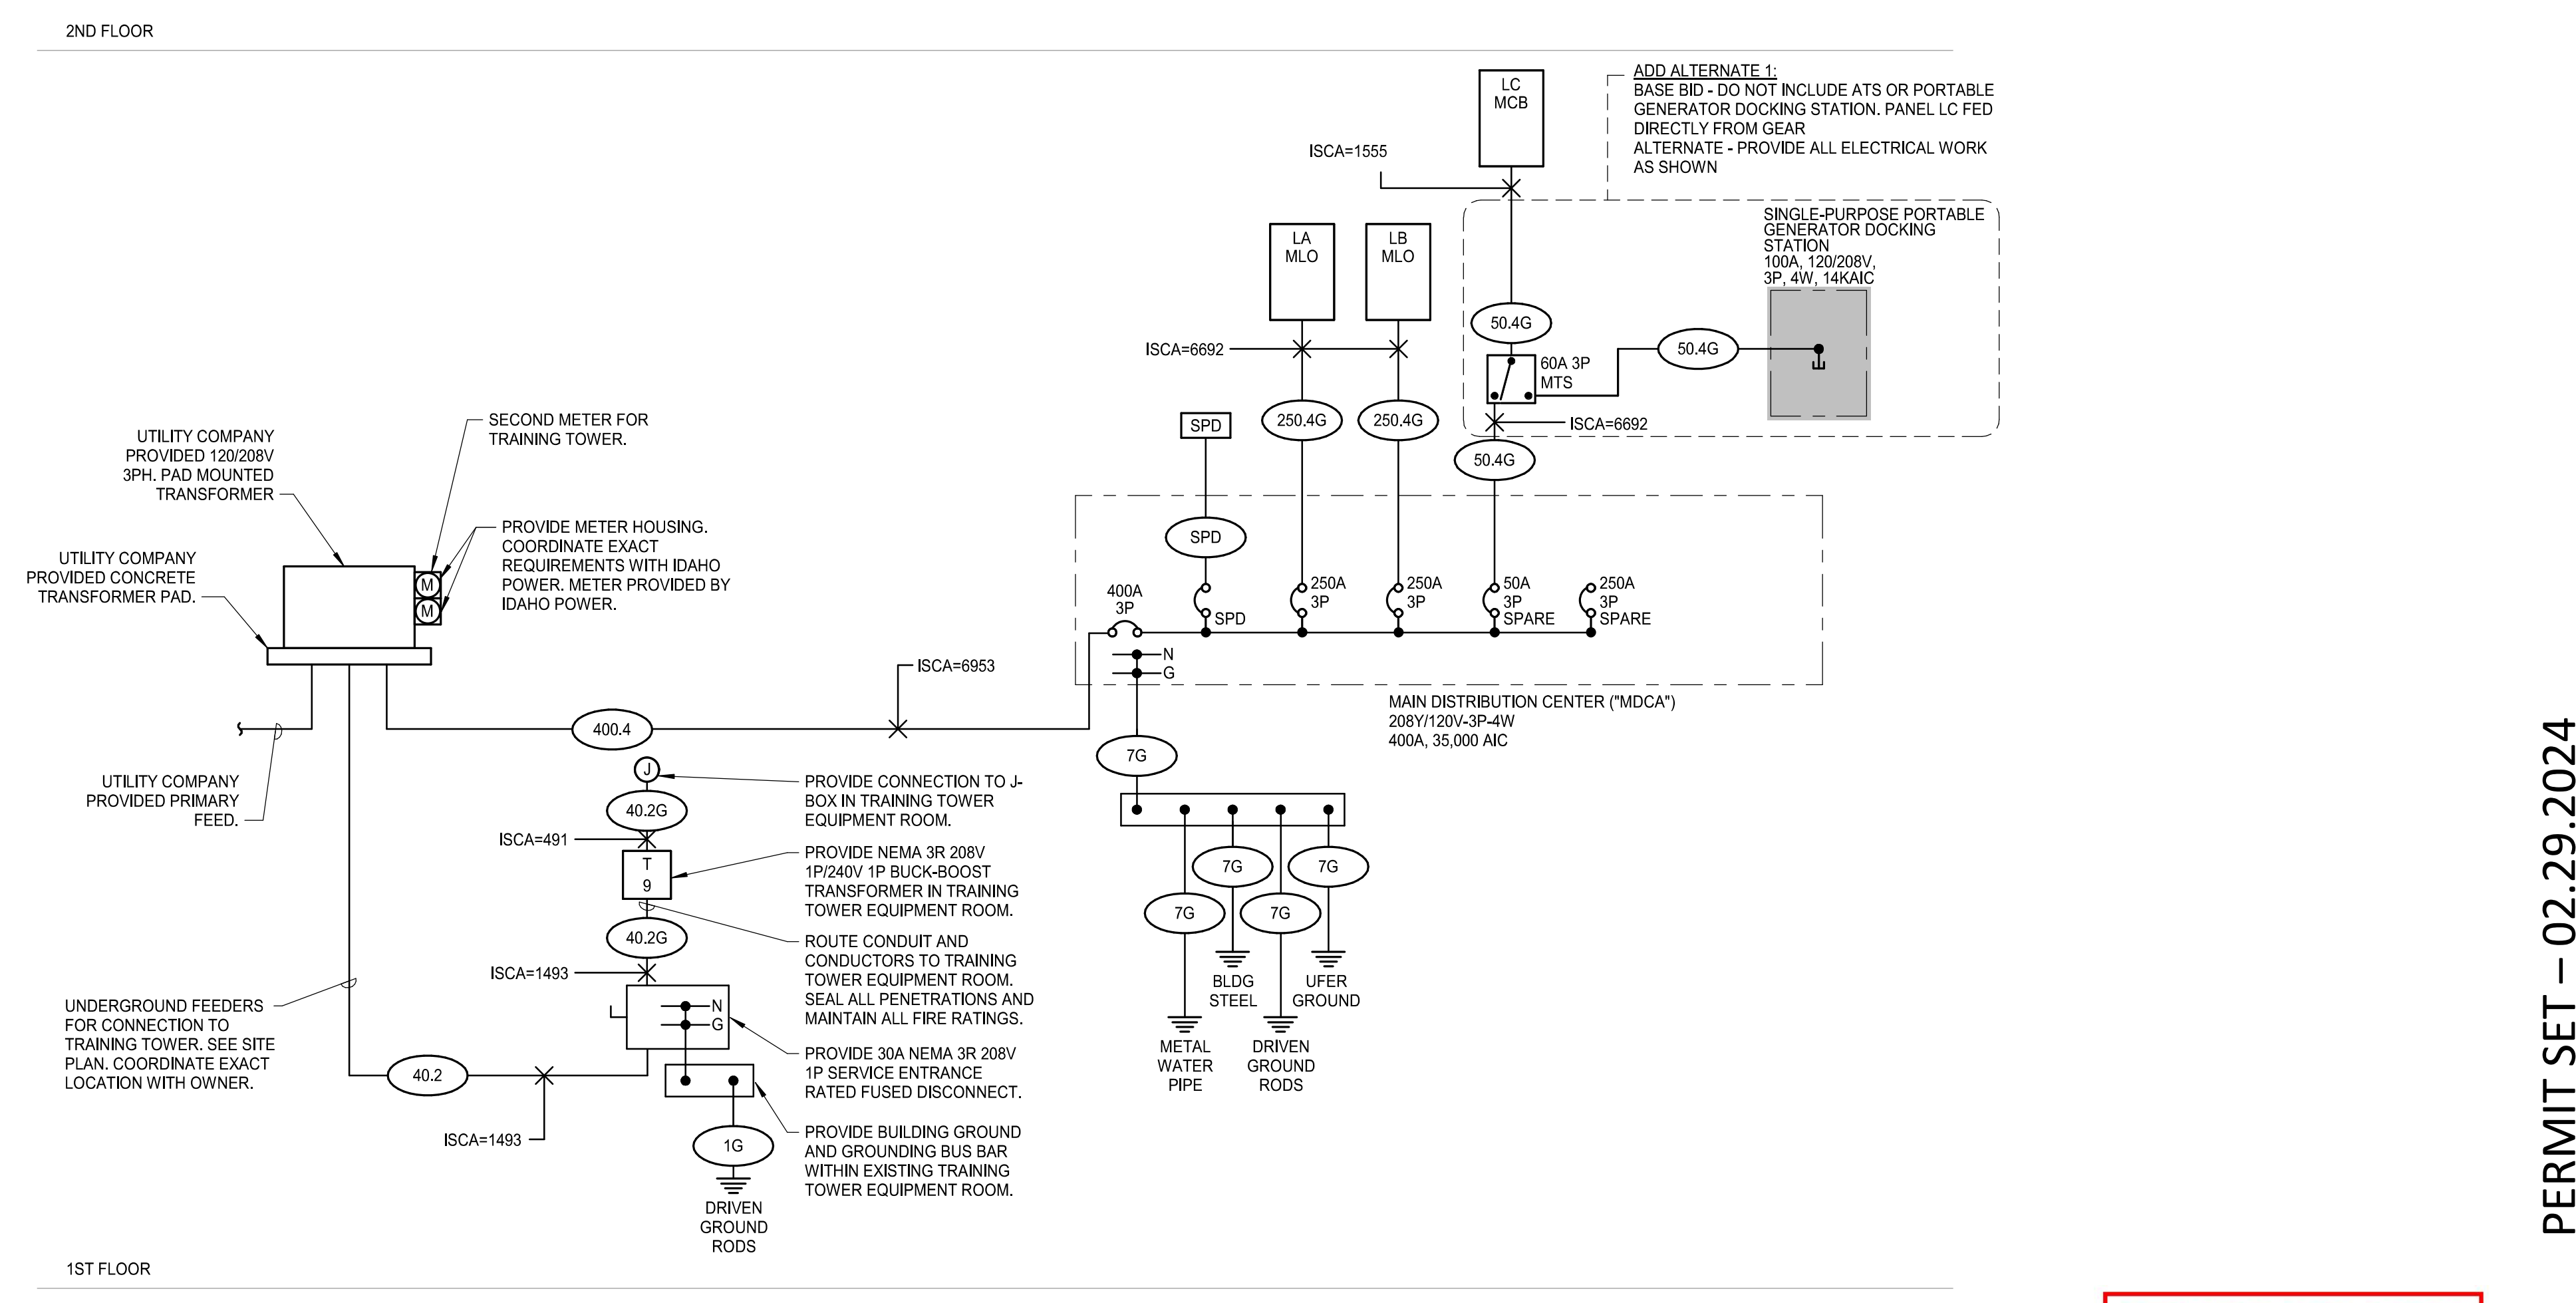 2ND FLOOR
LC
MCB
ADD ALTERNATE 1:
BASE BID - DO NOT INCLUDE ATS OR PORTABLE
GENERATOR DOCKING STATION. PANEL LC FED
DIRECTLY FROM GEAR
ALTERNATE - PROVIDE ALL ELECTRICAL WORK
AS SHOWN
ISCA=1555
SINGLE-PURPOSE PORTABLE
GENERATOR DOCKING
STATION
100A, 120/208V,
3P, 4W, 14KAIC
LA
MLO
LB
MLO
50.4G
ISCA=6692
60A 3P
MTS
50.4G
SPD
250.4G
250.4G
ISCA=6692
50.4G
UTILITY COMPANY
PROVIDED 120/208V
3PH. PAD MOUNTED
TRANSFORMER
SECOND METER FOR
TRAINING TOWER.
PROVIDE METER HOUSING.
COORDINATE EXACT
REQUIREMENTS WITH IDAHO
POWER. METER PROVIDED BY
IDAHO POWER.
UTILITY COMPANY
PROVIDED CONCRETE
TRANSFORMER PAD.
M
M
SPD
400A
3P
SPD
250A
3P
250A
3P
50A
3P
SPARE
250A
3P
SPARE
N
G
ISCA=6953
MAIN DISTRIBUTION CENTER ("MDCA")
208Y/120V-3P-4W
400A, 35,000 AIC
400.4
7G
UTILITY COMPANY
PROVIDED PRIMARY
FEED.
J
40.2G
ISCA=491
T
9
40.2G
ISCA=1493
N
G
PROVIDE CONNECTION TO J-
BOX IN TRAINING TOWER
EQUIPMENT ROOM.
PROVIDE NEMA 3R 208V
1P/240V 1P BUCK-BOOST
TRANSFORMER IN TRAINING
TOWER EQUIPMENT ROOM.
ROUTE CONDUIT AND
CONDUCTORS TO TRAINING
TOWER EQUIPMENT ROOM.
SEAL ALL PENETRATIONS AND
MAINTAIN ALL FIRE RATINGS.
PROVIDE 30A NEMA 3R 208V
1P SERVICE ENTRANCE
RATED FUSED DISCONNECT.
PROVIDE BUILDING GROUND
AND GROUNDING BUS BAR
WITHIN EXISTING TRAINING
TOWER EQUIPMENT ROOM.
7G
7G
7G
7G
BLDG
STEEL
UFER
GROUND
METAL
WATER
PIPE
DRIVEN
GROUND
RODS
UNDERGROUND FEEDERS
FOR CONNECTION TO
TRAINING TOWER. SEE SITE
PLAN. COORDINATE EXACT
LOCATION WITH OWNER.
40.2
ISCA=1493
1G
DRIVEN
GROUND
RODS
1ST FLOOR
PERMIT SET – 02.29.2024